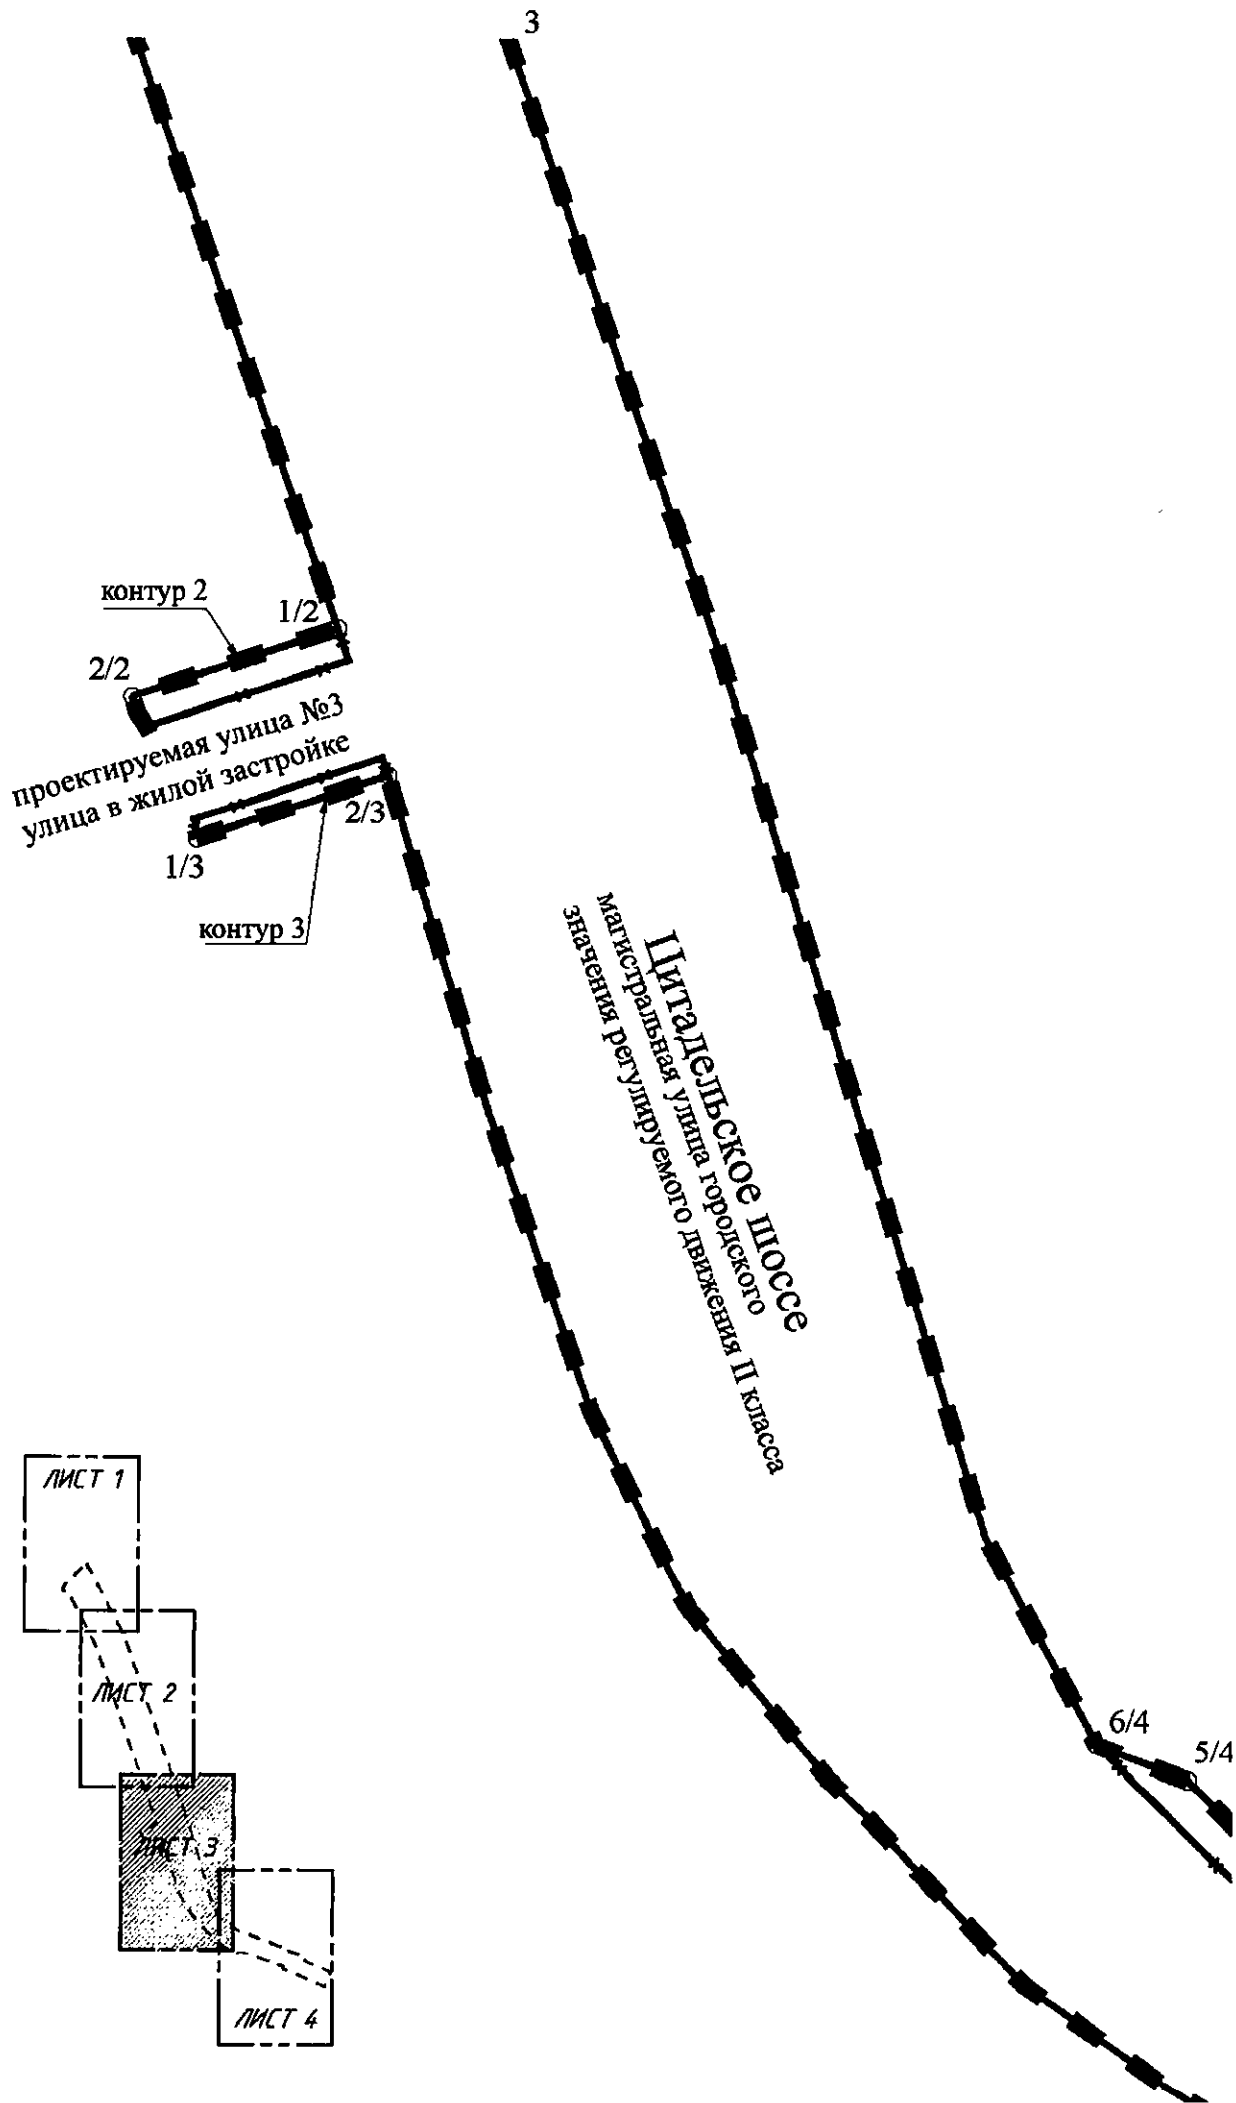 3
контур 2
1/2
2/2
проектируемая улица №3
улица в жилой застройке
2/3
1/3
контур 3
Цитадельское шоссе
магистральная улица городского
значения регулируемого движения II класса
ЛИСТ 1
ЛИСТ 2
6/4
5/4
ЛИСТ 3
ЛИСТ 4